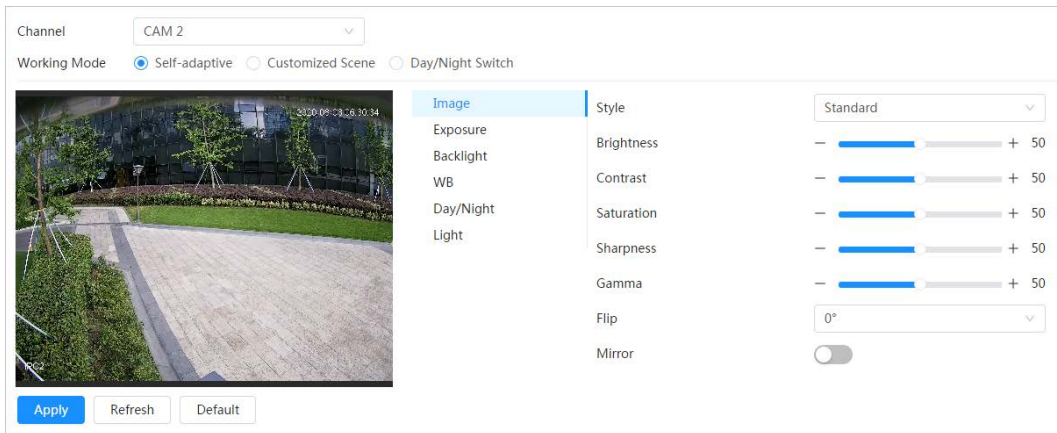 Channel CAM 2
Working Mode Self-adaptive Customized Scene Day/Night Switch
Image
Exposure
Backlight
WB
Day/Night
Light
Style Standard
Brightness − + 50
Contrast − + 50
Saturation − + 50
Sharpness − + 50
Gamma − + 50
Flip 0°
Mirror
IPC2
Apply Refresh Default